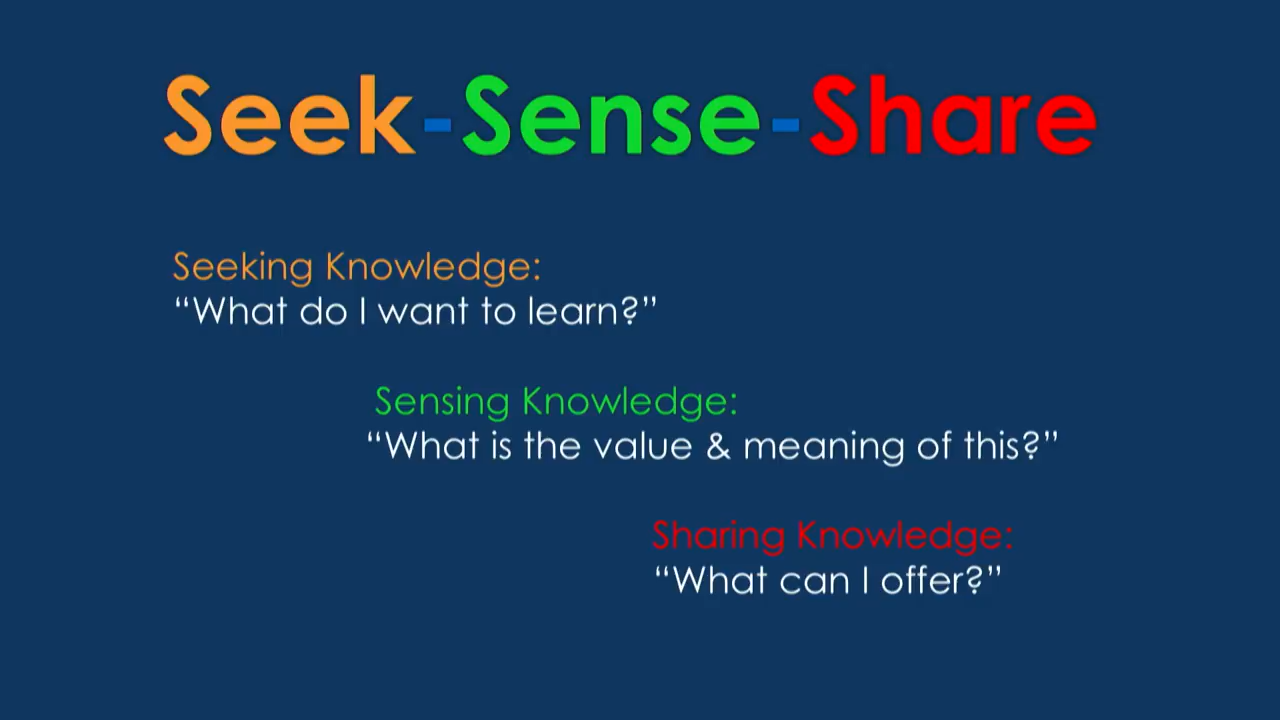 Seek-Sense-Share
Seeking Knowledge:
“What do I want to learn?”
Sensing Knowledge:
“What is the value & meaning of this?”
Sharing Knowledge:
“What can I offer?”